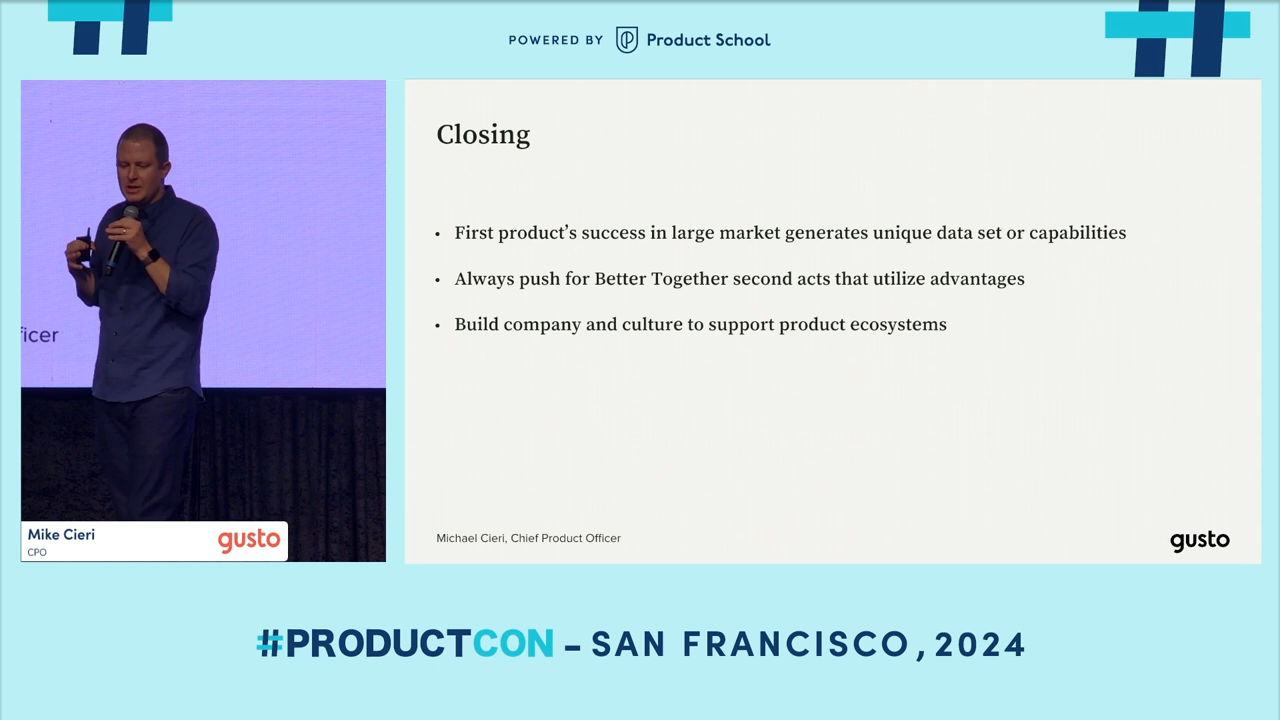 POWERED BY Product School
ficer
Mike Cieri
CPO
gusto
Closing
• First product’s success in large market generates unique data set or capabilities
• Always push for Better Together second acts that utilize advantages
• Build company and culture to support product ecosystems
Michael Cieri, Chief Product Officer
gusto
#PRODUCTCON – SAN FRANCISCO, 2024